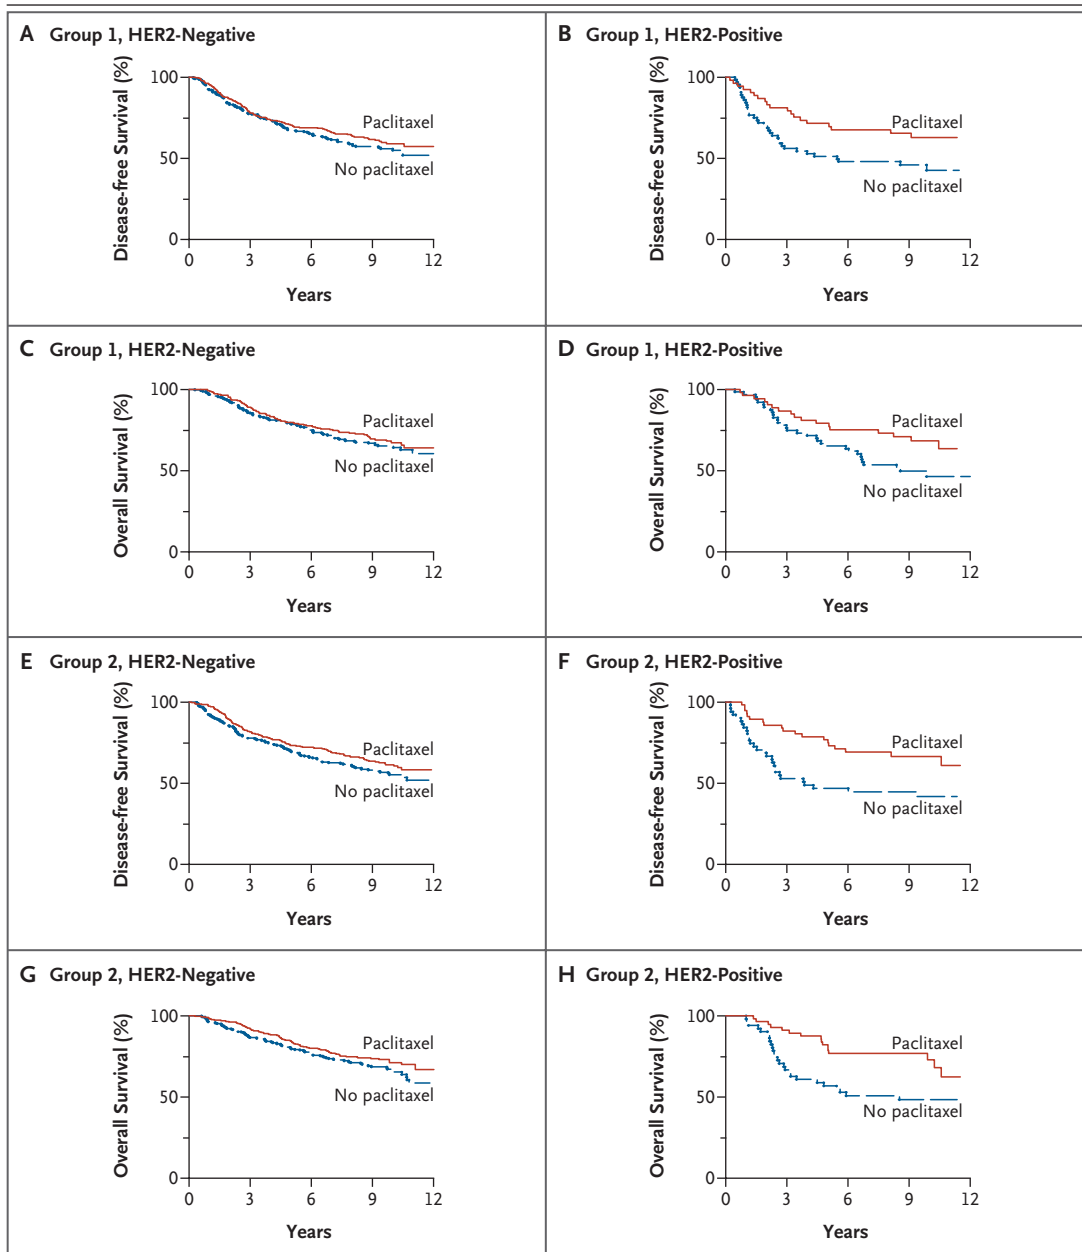 A Group 1, HER2-Negative
Disease-free Survival (%)
100
50
0
Paclitaxel
No paclitaxel
0 3 6 9 12
Years
B Group 1, HER2-Positive
Disease-free Survival (%)
100
50
0
Paclitaxel
No paclitaxel
0 3 6 9 12
Years
C Group 1, HER2-Negative
Overall Survival (%)
100
50
0
Paclitaxel
No paclitaxel
0 3 6 9 12
Years
D Group 1, HER2-Positive
Overall Survival (%)
100
50
0
Paclitaxel
No paclitaxel
0 3 6 9 12
Years
E Group 2, HER2-Negative
Disease-free Survival (%)
100
50
0
Paclitaxel
No paclitaxel
0 3 6 9 12
Years
F Group 2, HER2-Positive
Disease-free Survival (%)
100
50
0
Paclitaxel
No paclitaxel
0 3 6 9 12
Years
G Group 2, HER2-Negative
Overall Survival (%)
100
50
0
Paclitaxel
No paclitaxel
0 3 6 9 12
Years
H Group 2, HER2-Positive
Overall Survival (%)
100
50
0
Paclitaxel
No paclitaxel
0 3 6 9 12
Years